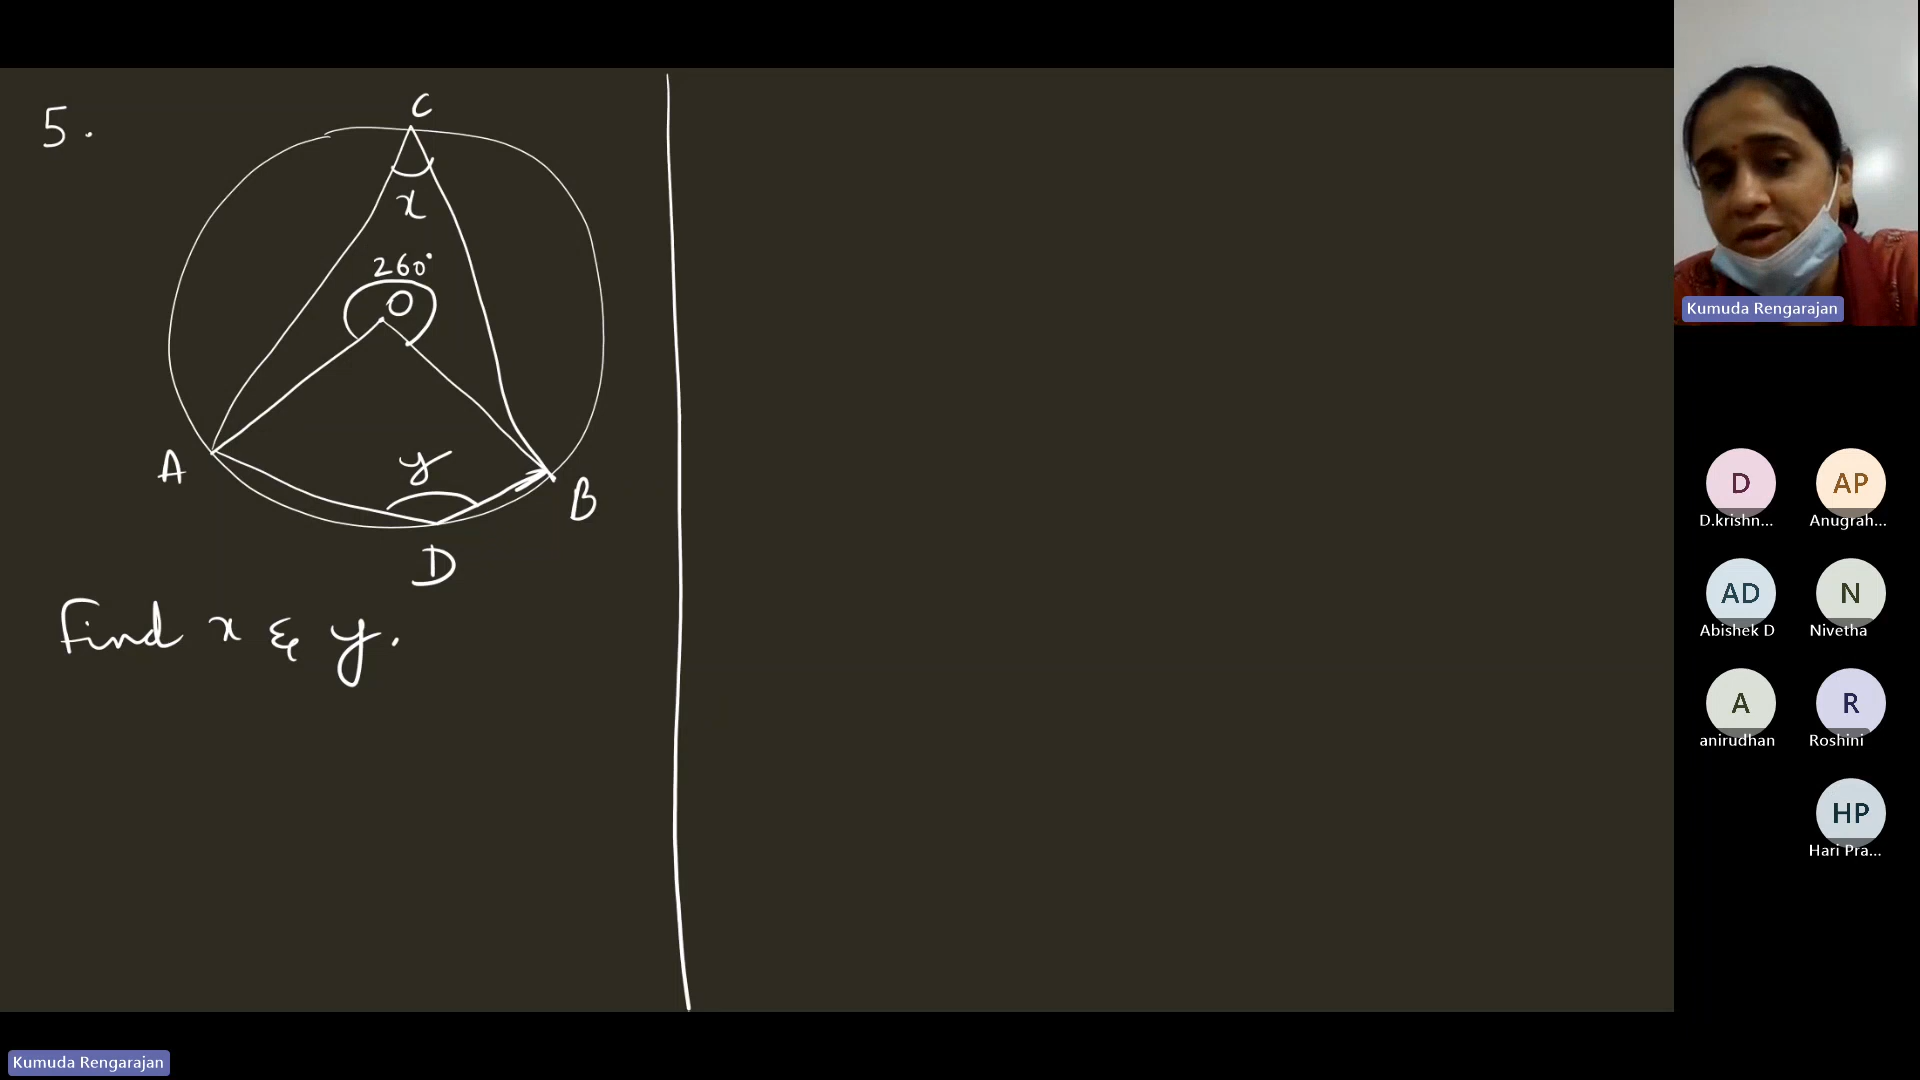 5.
C
x
260°
O
A
y
B
D
Find x & y.
Kumuda Rengarajan
D
AP
D.krishn...
Anugrah...
AD
N
Abishek D
Nivetha
A
R
anirudhan
Roshini
HP
Hari Pra...
Kumuda Rengarajan